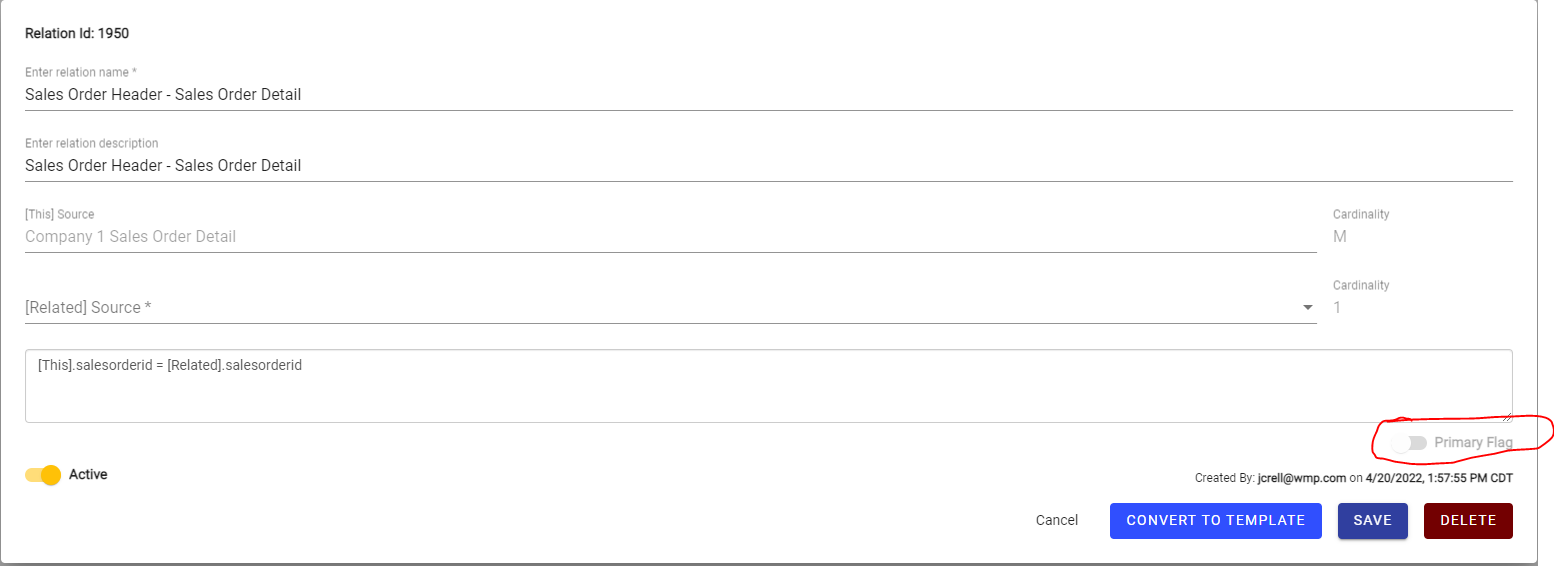 Relation Id: 1950
Enter relation name *
Sales Order Header - Sales Order Detail
Enter relation description
Sales Order Header - Sales Order Detail
[This] Source
Cardinality
Company 1 Sales Order Detail
M
Cardinality
[Related] Source *
1
[This].salesorderid = [Related].salesorderid
Primary Flag
Active
Created By: jcrell@wmp.com on 4/20/2022, 1:57:55 PM CDT
Cancel
CONVERT TO TEMPLATE
SAVE
DELETE